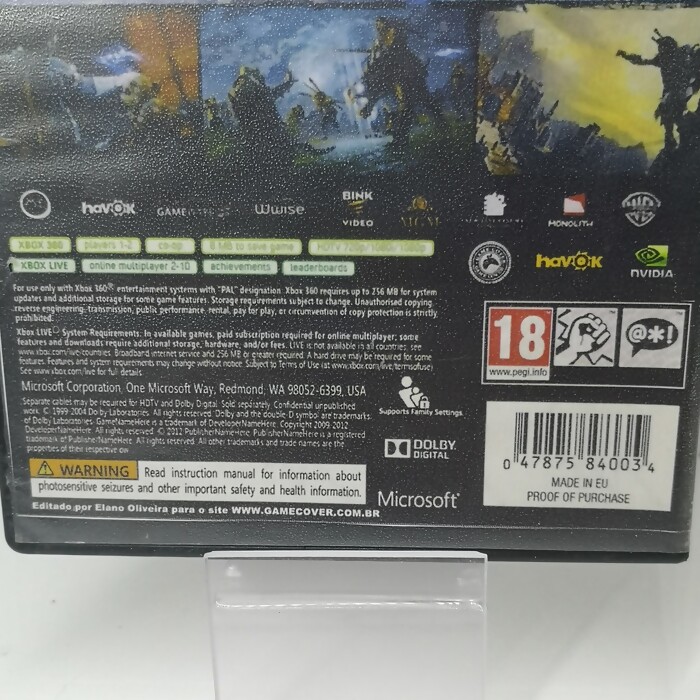 havok
Wwise
BINK
VIDEO
MGM
MONOLITH
XBOX 360 players 1-2 co-op 8 MB to save game HDTV 720p/1080i/1080p
XBOX LIVE online multiplayer 2-10 achievements leaderboards
havok
NVIDIA
For use only with Xbox 360® entertainment systems with "PAL" designation. Xbox 360 requires up to 256 MB for system
updates and additional storage for some game features. Storage requirements subject to change. Unauthorised copying,
reverse engineering, transmission, public performance, rental, pay for play, or circumvention of copy protection is strictly
prohibited.
Xbox LIVE System Requirements: In available games, paid subscription required for online multiplayer; some
features and downloads require additional storage, hardware, and/or fees. LIVE is not available in all countries; see
www.xbox.com/live/countries. Broadband internet service and 256 MB or greater required. A hard drive may be required for some
features. Features and system requirements may change without notice. Subject to Terms of Use (at www.xbox.com/live/termsofuse)
See www.xbox.com/live for full details.
Microsoft Corporation, One Microsoft Way, Redmond, WA 98052-6399, USA
Separate cables may be required for HDTV and Dolby Digital. Sold separately. Confidential unpublished
work. © 1999-2004 Dolby Laboratories. All rights reserved. Dolby and the double-D symbol are trademarks
of Dolby Laboratories. GameNameHere is a trademark of DeveloperNameHere. Copyright 2009-2012
DeveloperNameHere. All rights reserved. © 2012 PublisherNameHere. PublisherNameHere is a registered
trademark of PublisherNameHere. All rights reserved. All other trademarks and trade names are the
properties of their respective ow
Supports Family Settings
DOLBY
DIGITAL
18
www.pegi.info
@*!
0 47875 84003 4
MADE IN EU
PROOF OF PURCHASE
WARNING Read instruction manual for information about
photosensitive seizures and other important safety and health information.
Microsoft
Editado por Elano Oliveira para o site WWW.GAMECOVER.COM.BR